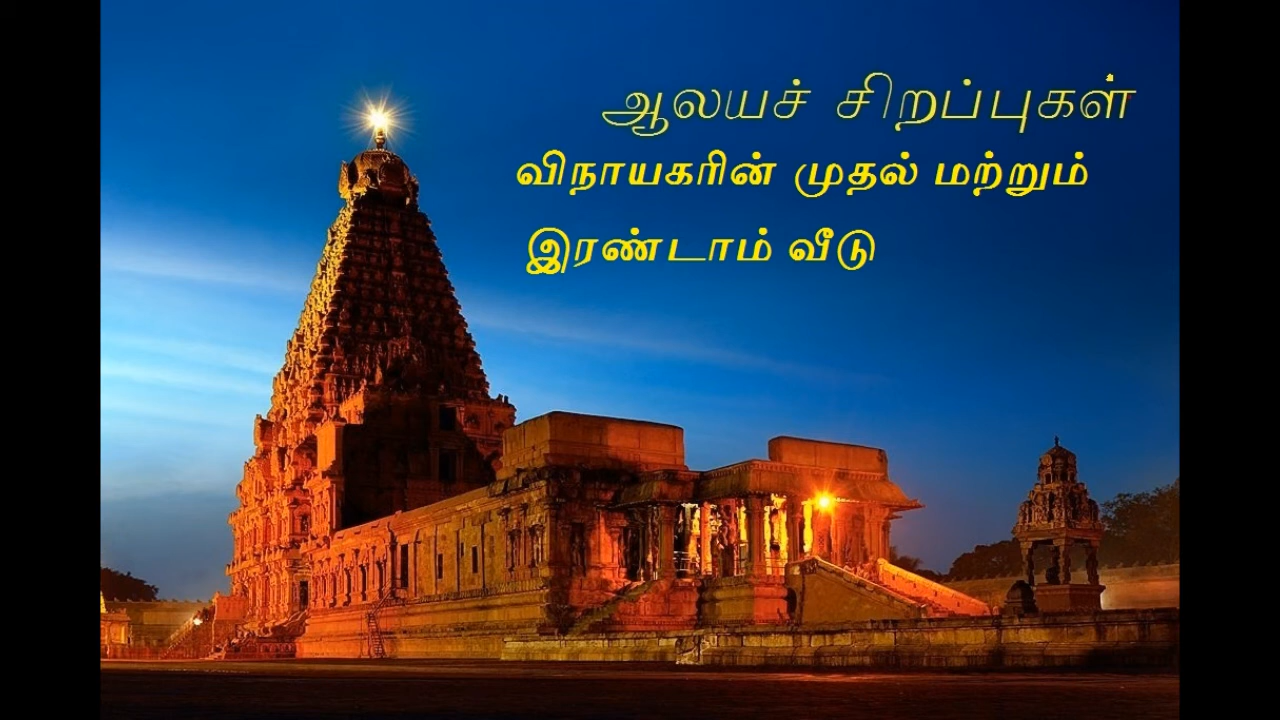 ஆலயச் சிறப்புகள்
விநாயகரின் முதல் மற்றும்
இரண்டாம் வீடு